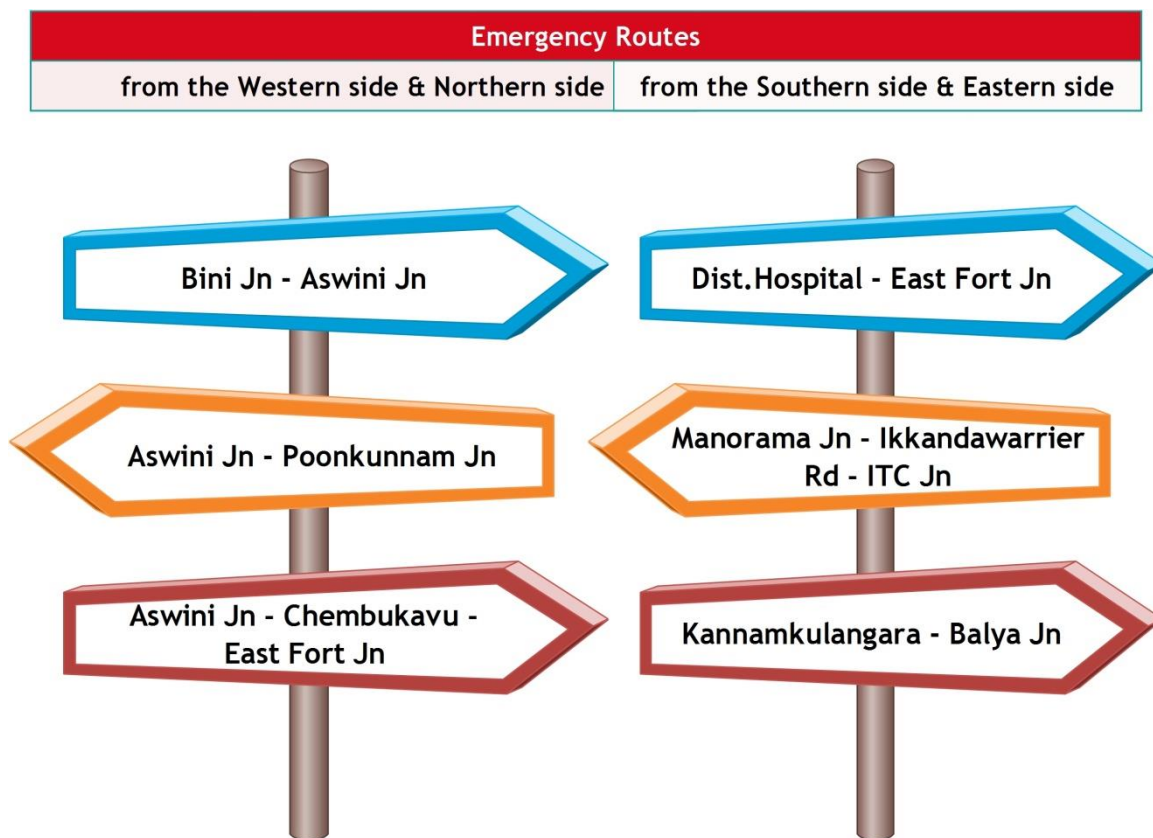 Emergency Routes
from the Western side & Northern side
from the Southern side & Eastern side
Bini Jn - Aswini Jn
Aswini Jn - Poonkunnam Jn
Aswini Jn - Chembukavu -
East Fort Jn
Dist.Hospital - East Fort Jn
Manorama Jn - Ikkandawarrier
Rd - ITC Jn
Kannamkulangara - Balya Jn